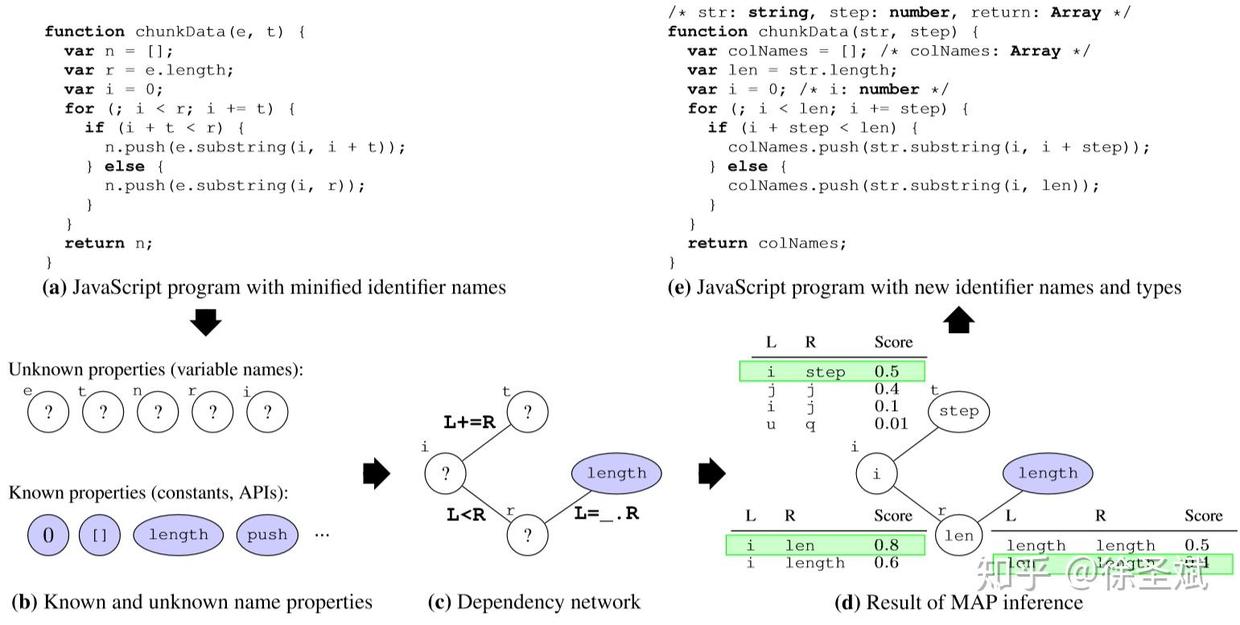 function chunkData(e, t) {
  var n = [];
  var r = e.length;
  var i = 0;
  for (; i < r; i += t) {
    if (i + t < r) {
      n.push(e.substring(i, i + t));
    } else {
      n.push(e.substring(i, r));
    }
  }
  return n;
}
(a) JavaScript program with minified identifier names
/* str: string, step: number, return: Array */
function chunkData(str, step) {
  var colNames = []; /* colNames: Array */
  var len = str.length;
  var i = 0; /* i: number */
  for (; i < len; i += step) {
    if (i + step < len) {
      colNames.push(str.substring(i, i + step));
    } else {
      colNames.push(str.substring(i, len));
    }
  }
  return colNames;
}
(e) JavaScript program with new identifier names and types
Unknown properties (variable names):
e t n r i
? ? ? ? ?
Known properties (constants, APIs):
0 [] length push ...
(b) Known and unknown name properties
t
?
L+=R
i
?
length
L<R
r
?
L=_.R
(c) Dependency network
L R Score
i step 0.5
j j 0.4
i j 0.1
u q 0.01
t
step
i
i
length
r
len
L R Score
i len 0.8
i length 0.6
L R Score
length length 0.5
len length 0.4
知乎 @徐圣斌
(d) Result of MAP inference